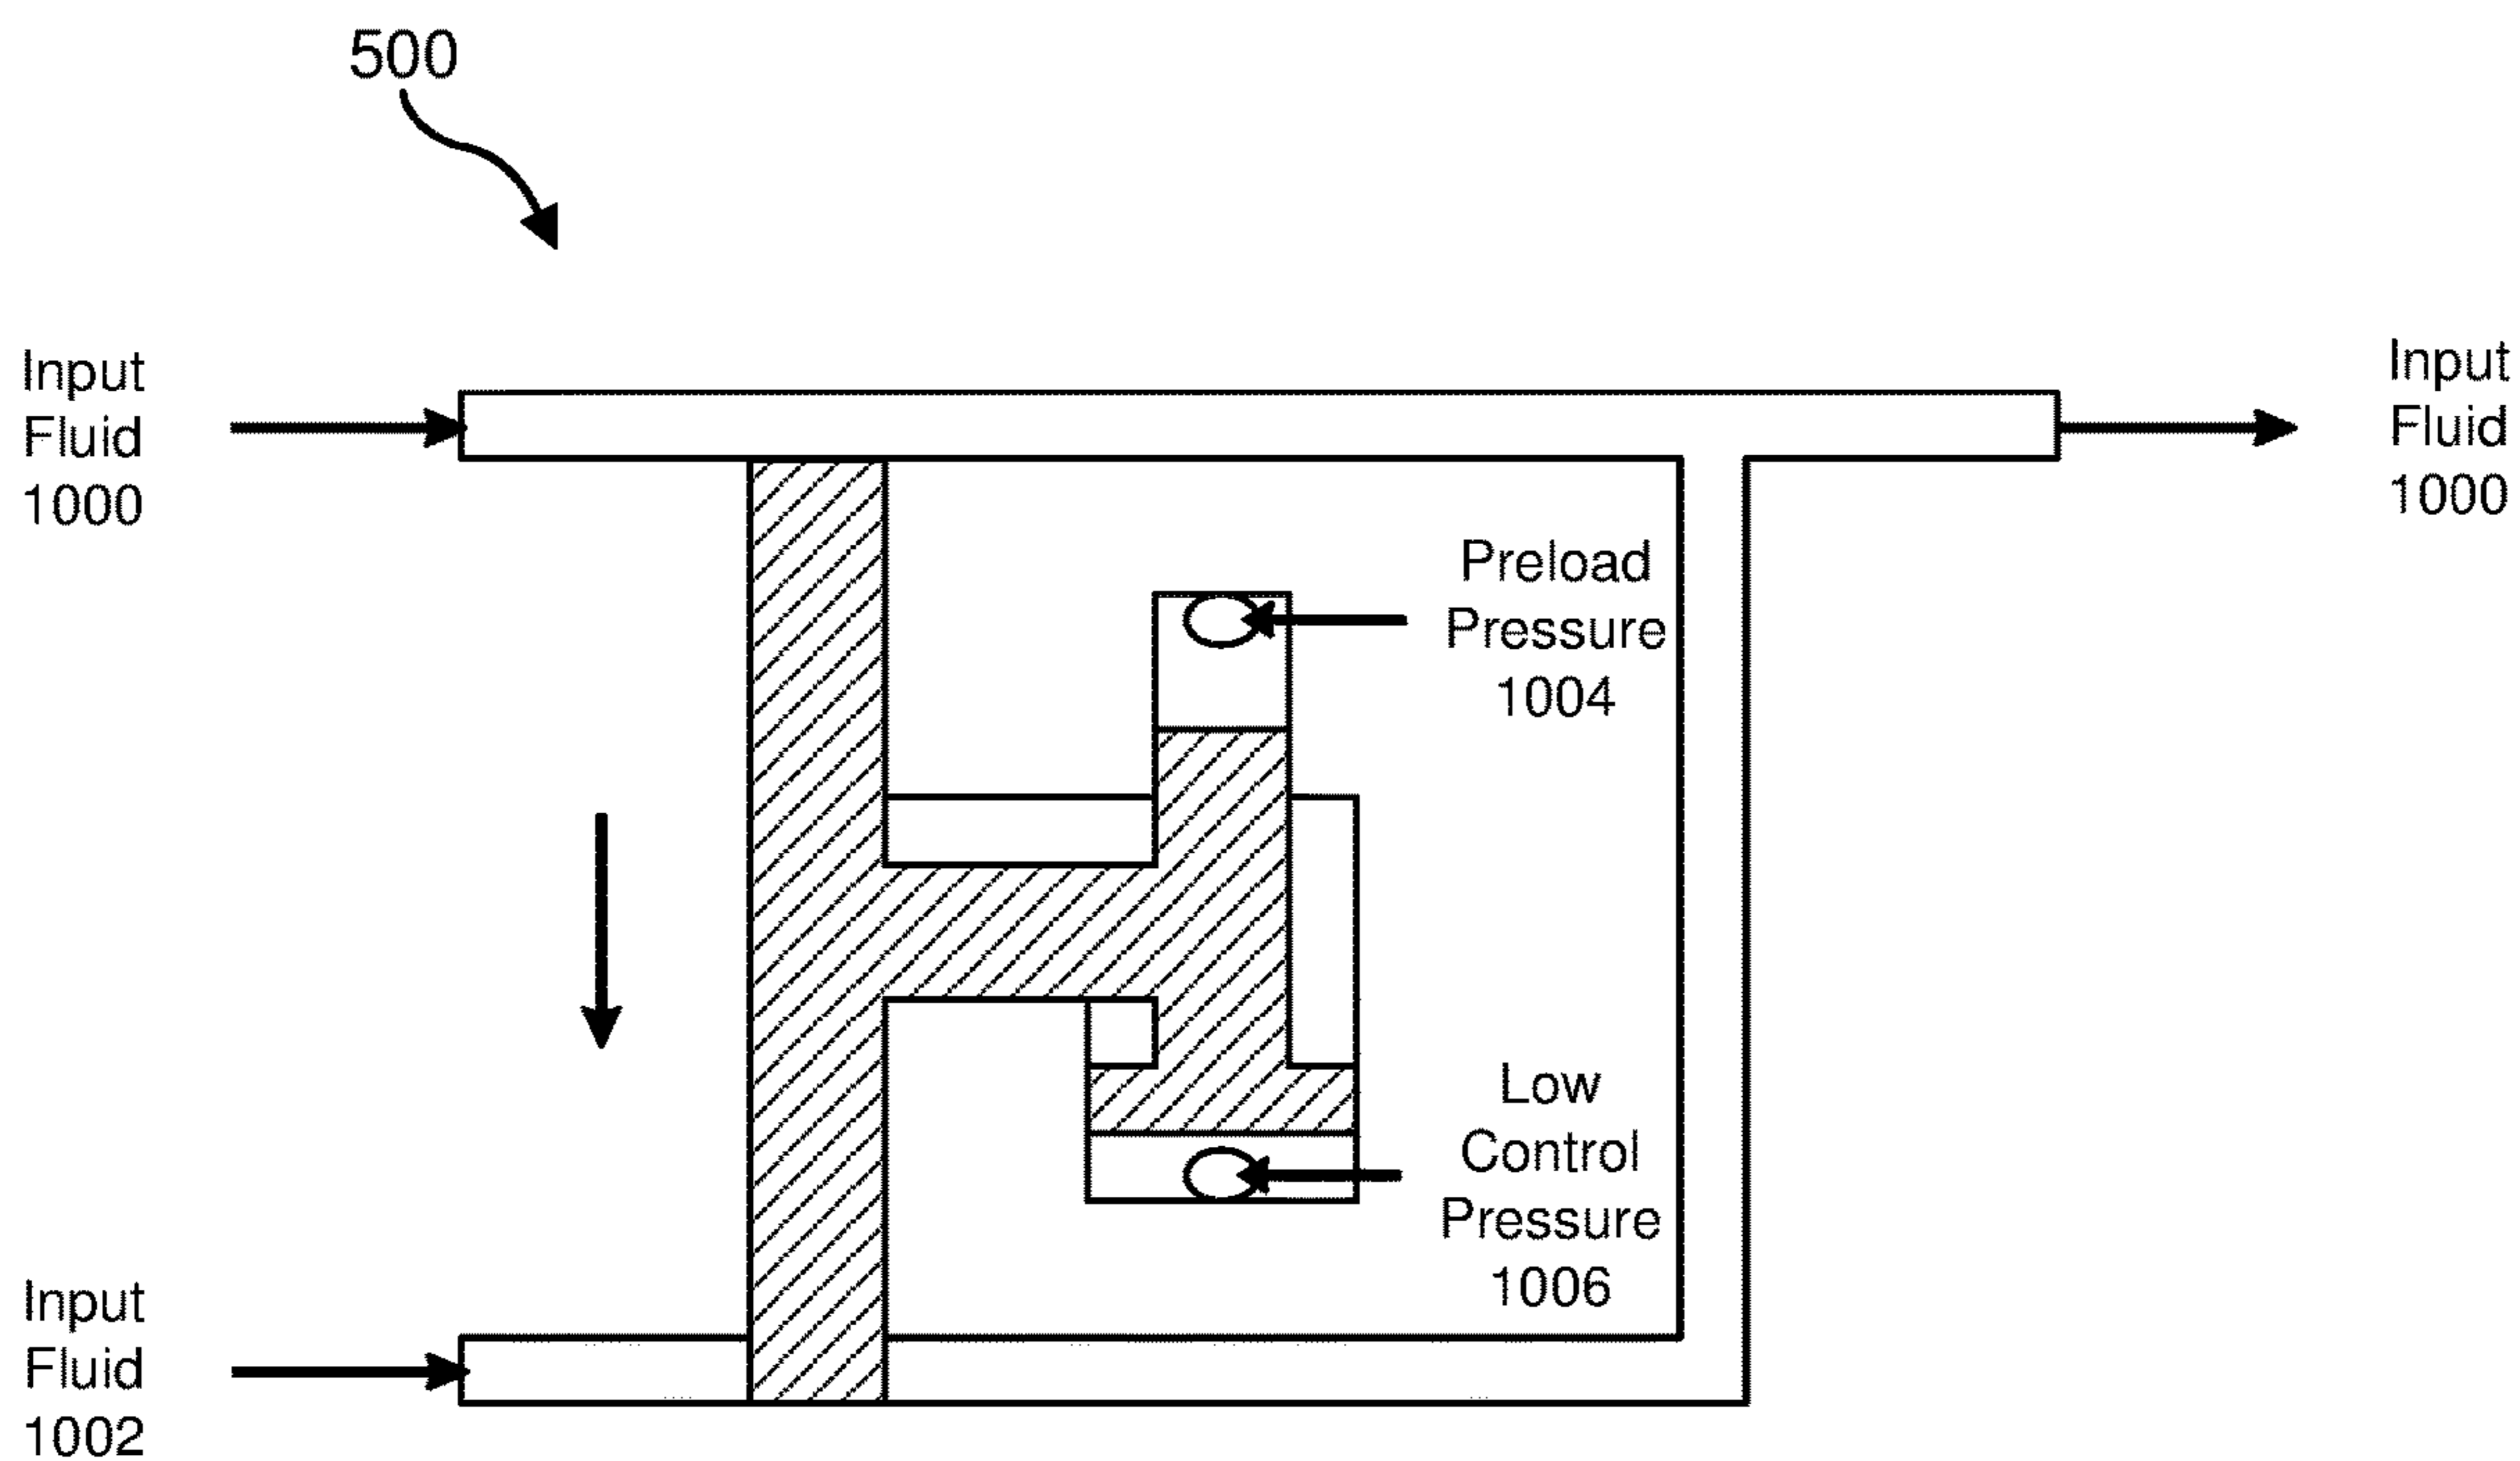 500
Input
Fluid
1000
Input
Fluid
1000
Preload
Pressure
1004
Low
Control
Pressure
1006
Input
Fluid
1002